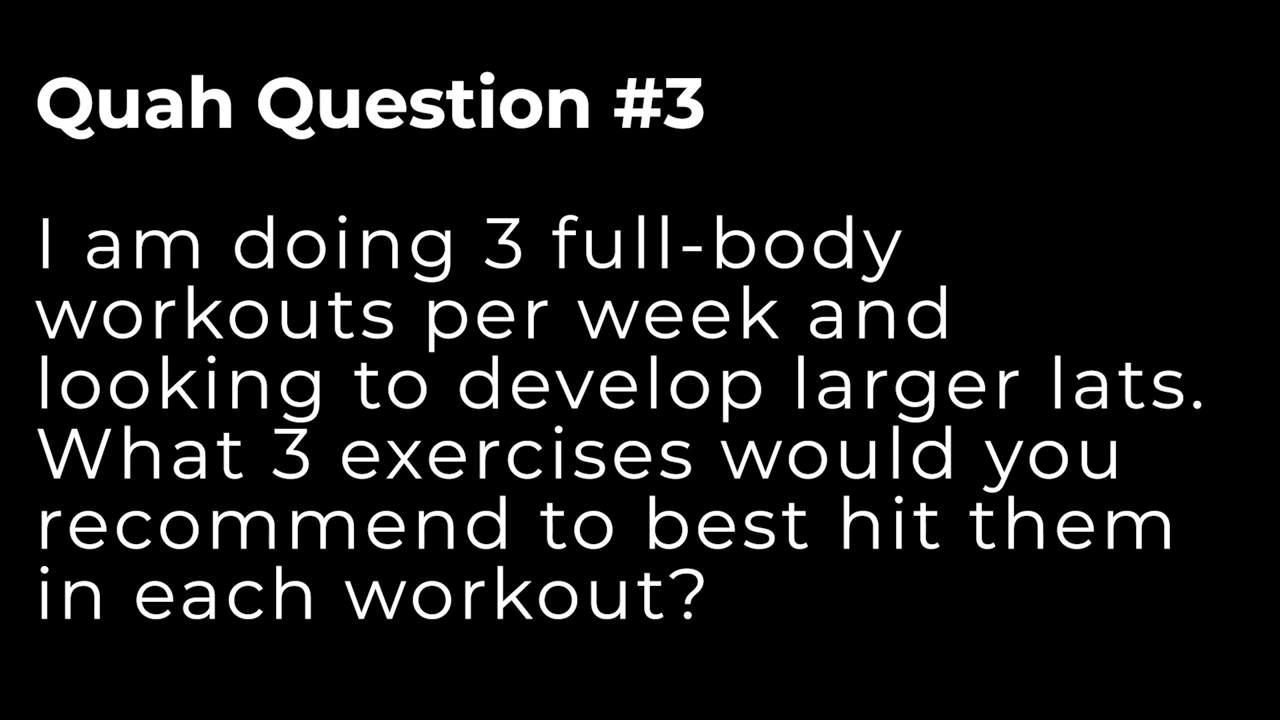 Quah Question #3
I am doing 3 full-body
workouts per week and
looking to develop larger lats.
What 3 exercises would you
recommend to best hit them
in each workout?